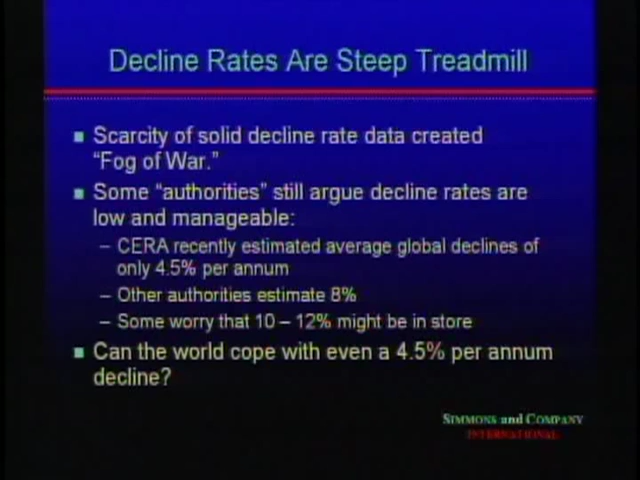 Decline Rates Are Steep Treadmill
Scarcity of solid decline rate data created
“Fog of War.”
Some “authorities” still argue decline rates are
low and manageable:
– CERA recently estimated average global declines of
only 4.5% per annum
– Other authorities estimate 8%
– Some worry that 10 – 12% might be in store
Can the world cope with even a 4.5% per annum
decline?
SIMMONS and COMPANY
INTERNATIONAL